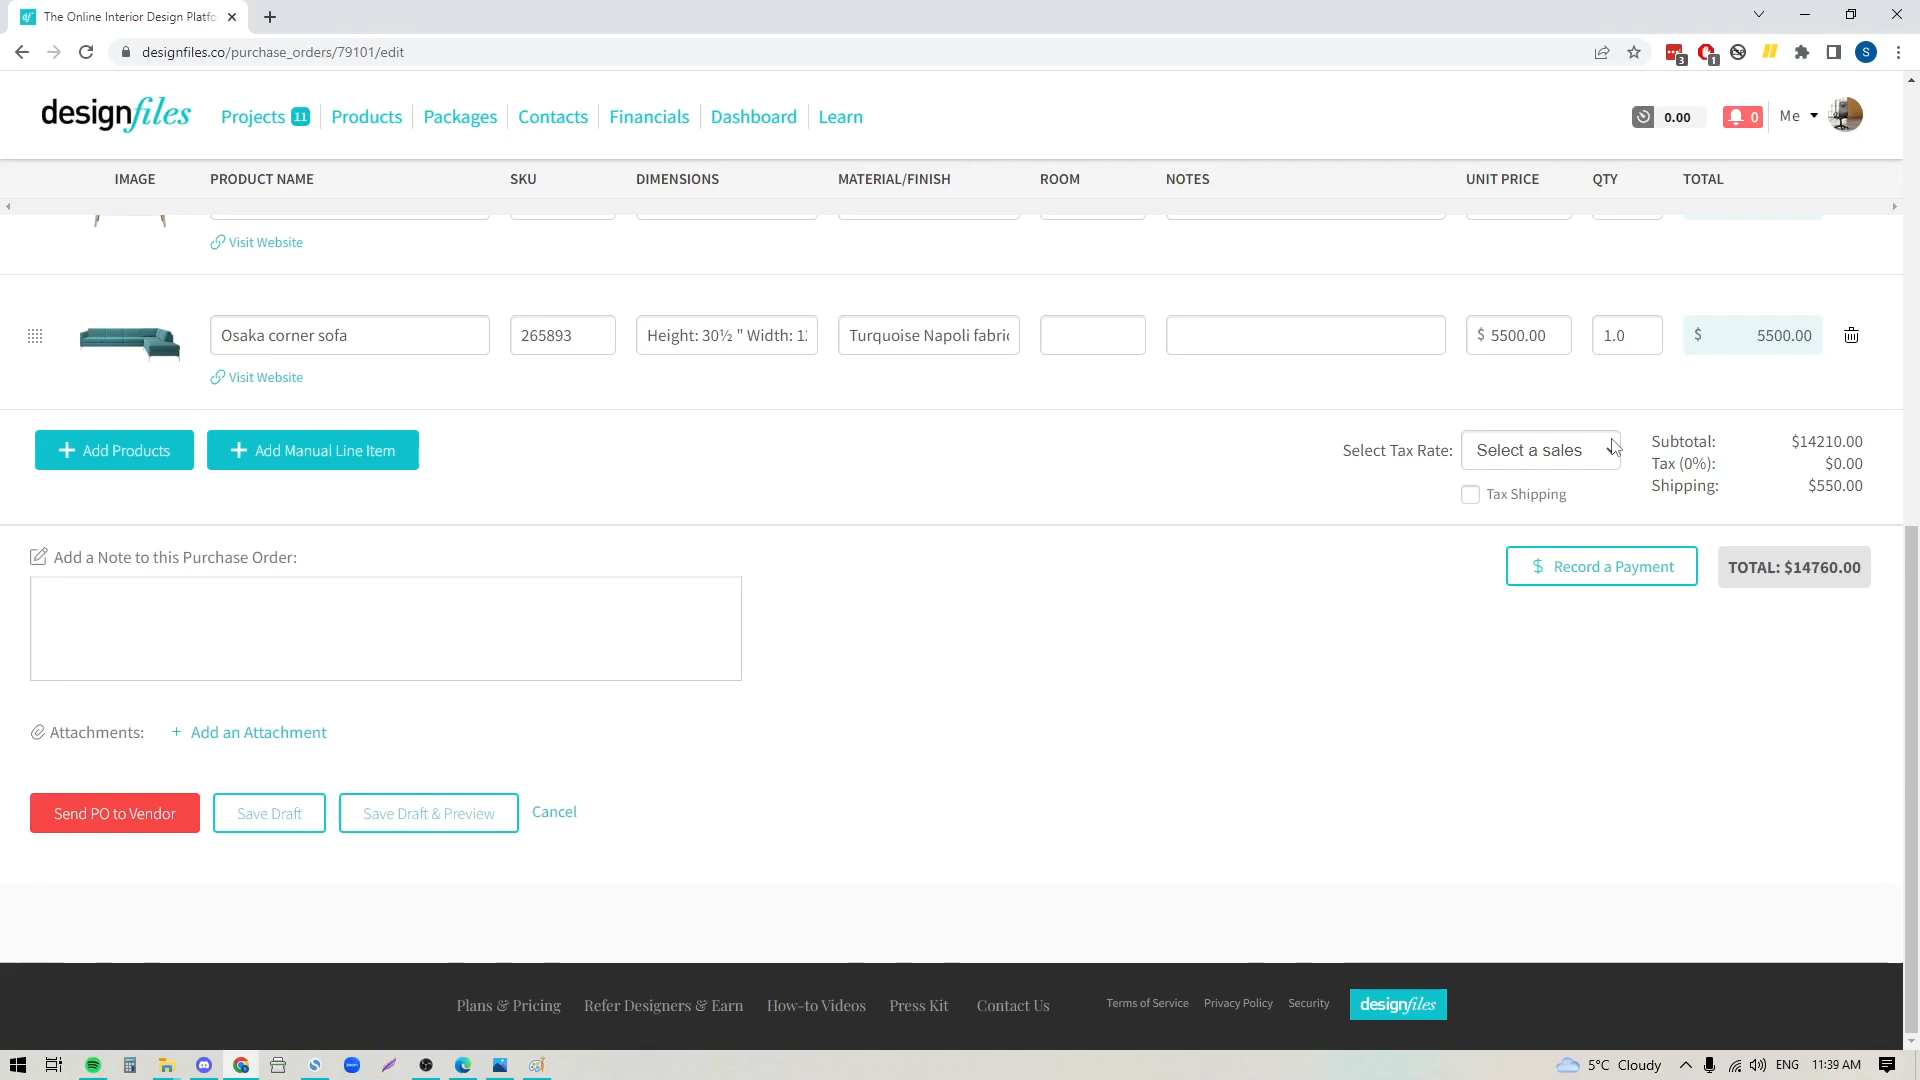 The Online Interior Design Platfo
designfiles.co/purchase_orders/79101/edit
3
1
S
designfiles
Projects 11
Products
Packages
Contacts
Financials
Dashboard
Learn
0.00
0
Me
IMAGE
PRODUCT NAME
SKU
DIMENSIONS
MATERIAL/FINISH
ROOM
NOTES
UNIT PRICE
QTY
TOTAL
Visit Website
Osaka corner sofa
265893
Height: 30½ " Width: 1
Turquoise Napoli fabric
$ 5500.00
1.0
$ 5500.00
Visit Website
+ Add Products
+ Add Manual Line Item
Select Tax Rate:
Select a sales
Tax Shipping
Subtotal: $14210.00
Tax (0%): $0.00
Shipping: $550.00
Add a Note to this Purchase Order:
$ Record a Payment
TOTAL: $14760.00
Attachments:
+ Add an Attachment
Send PO to Vendor
Save Draft
Save Draft & Preview
Cancel
Plans & Pricing
Refer Designers & Earn
How-to Videos
Press Kit
Contact Us
Terms of Service
Privacy Policy
Security
designfiles
5°C Cloudy
ENG
11:39 AM